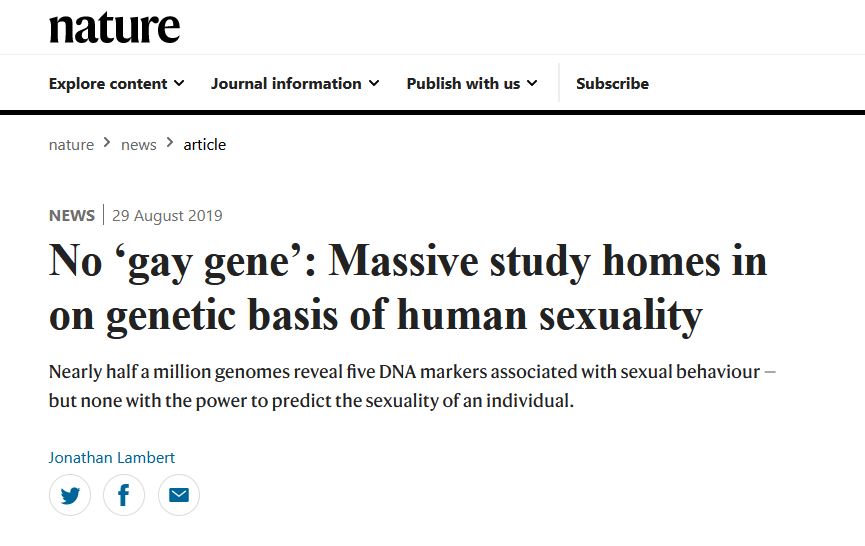 nature
Explore content Journal information Publish with us Subscribe
nature > news > article
NEWS | 29 August 2019
No ‘gay gene’: Massive study homes in
on genetic basis of human sexuality
Nearly half a million genomes reveal five DNA markers associated with sexual behaviour —
but none with the power to predict the sexuality of an individual.
Jonathan Lambert